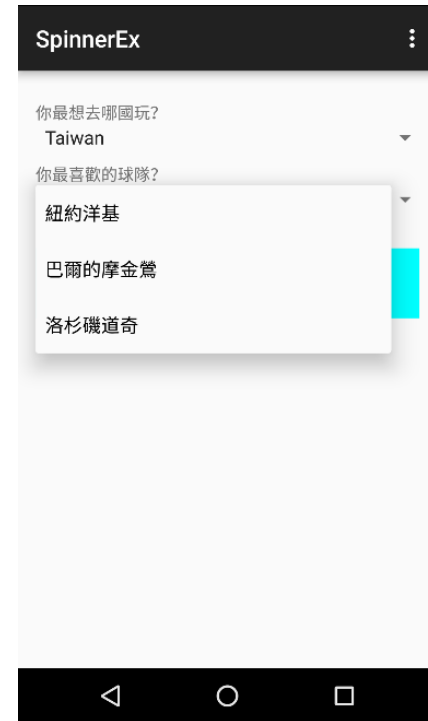 SpinnerEx
你最想去哪國玩?
Taiwan
你最喜歡的球隊?
紐約洋基
巴爾的摩金鶯
洛杉磯道奇